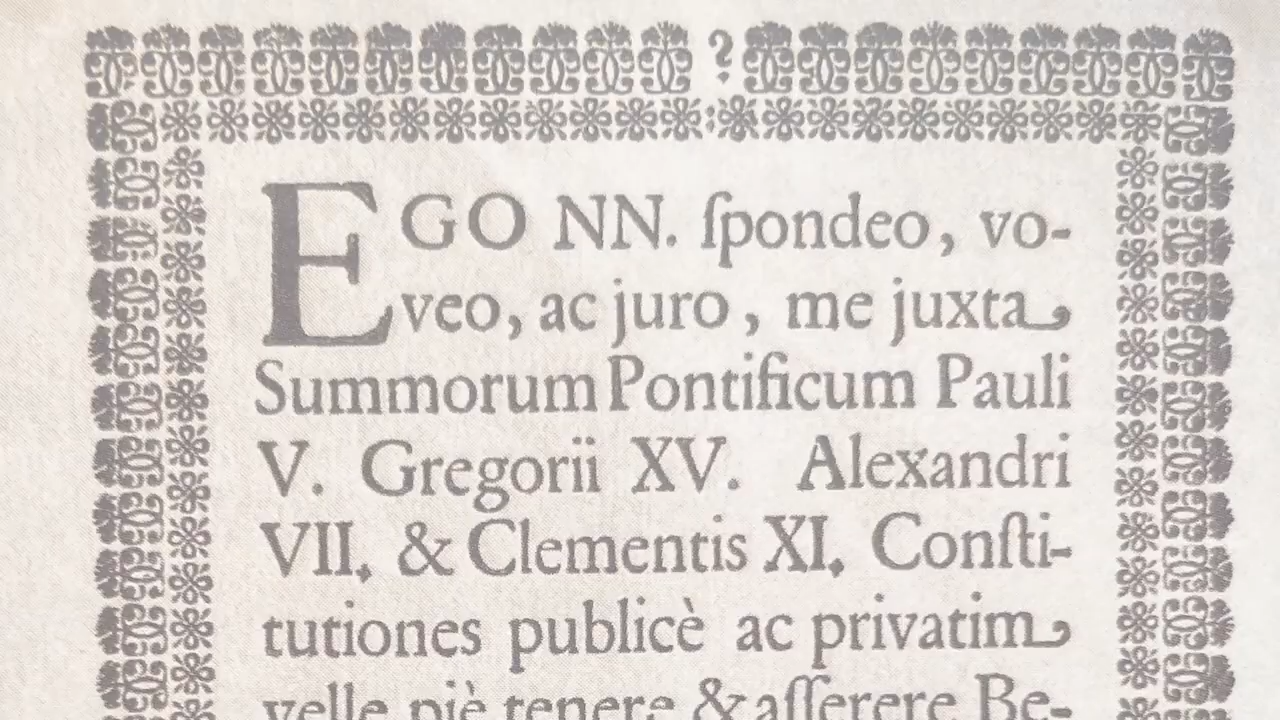 EGO NN. ſpondeo, vo-
veo, ac juro, me juxta
Summorum Pontificum Pauli
V. Gregorii XV. Alexandri
VII, & Clementis XI, Conſti-
tutiones publicè ac privatim
velle piè tenere & aſſerere Be-